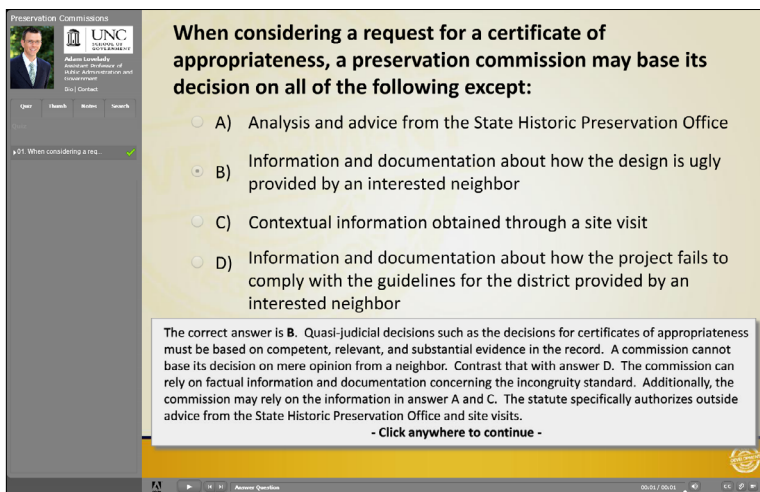 Preservation Commissions
UNC
SCHOOL OF
GOVERNMENT
Adam Lovelady
Assistant Professor of
Public Administration and
Government
Bio | Contact
Quiz Thumb Notes Search
Quiz
01. When considering a req...
When considering a request for a certificate of
appropriateness, a preservation commission may base its
decision on all of the following except:
A) Analysis and advice from the State Historic Preservation Office
B) Information and documentation about how the design is ugly
provided by an interested neighbor
C) Contextual information obtained through a site visit
D) Information and documentation about how the project fails to
comply with the guidelines for the district provided by an
interested neighbor
The correct answer is B. Quasi-judicial decisions such as the decisions for certificates of appropriateness
must be based on competent, relevant, and substantial evidence in the record. A commission cannot
base its decision on mere opinion from a neighbor. Contrast that with answer D. The commission can
rely on factual information and documentation concerning the incongruity standard. Additionally, the
commission may rely on the information in answer A and C. The statute specifically authorizes outside
advice from the State Historic Preservation Office and site visits.
- Click anywhere to continue -
Answer Question
00:01 / 00:01
CC